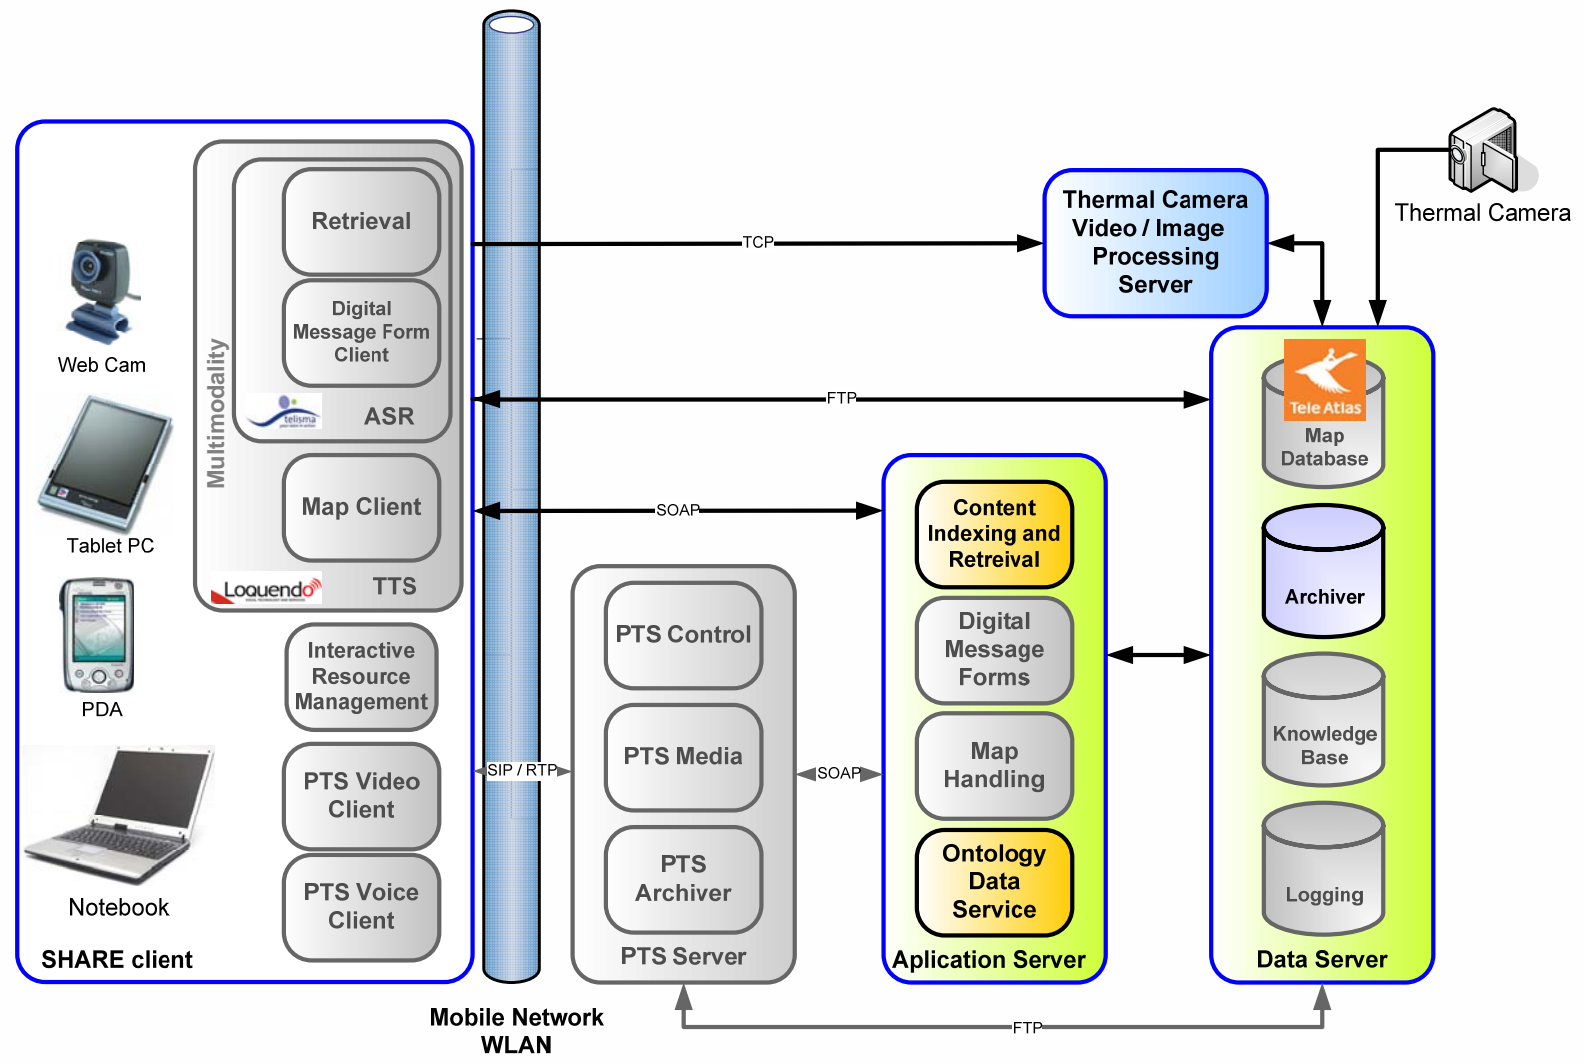 Retrieval
Digital
Message Form
Client
Multimodality
telisma
ASR
Map Client
Loquendo
TTS
Interactive
Resource
Management
PTS Video
Client
PTS Voice
Client
Web Cam
Tablet PC
PDA
Notebook
SHARE client
Mobile Network
WLAN
TCP
FTP
SOAP
SIP / RTP
SOAP
FTP
PTS Control
PTS Media
PTS
Archiver
PTS Server
Content
Indexing and
Retreival
Digital
Message
Forms
Map
Handling
Ontology
Data
Service
Aplication Server
Thermal Camera
Video / Image
Processing
Server
Thermal Camera
Tele Atlas
Map
Database
Archiver
Knowledge
Base
Logging
Data Server